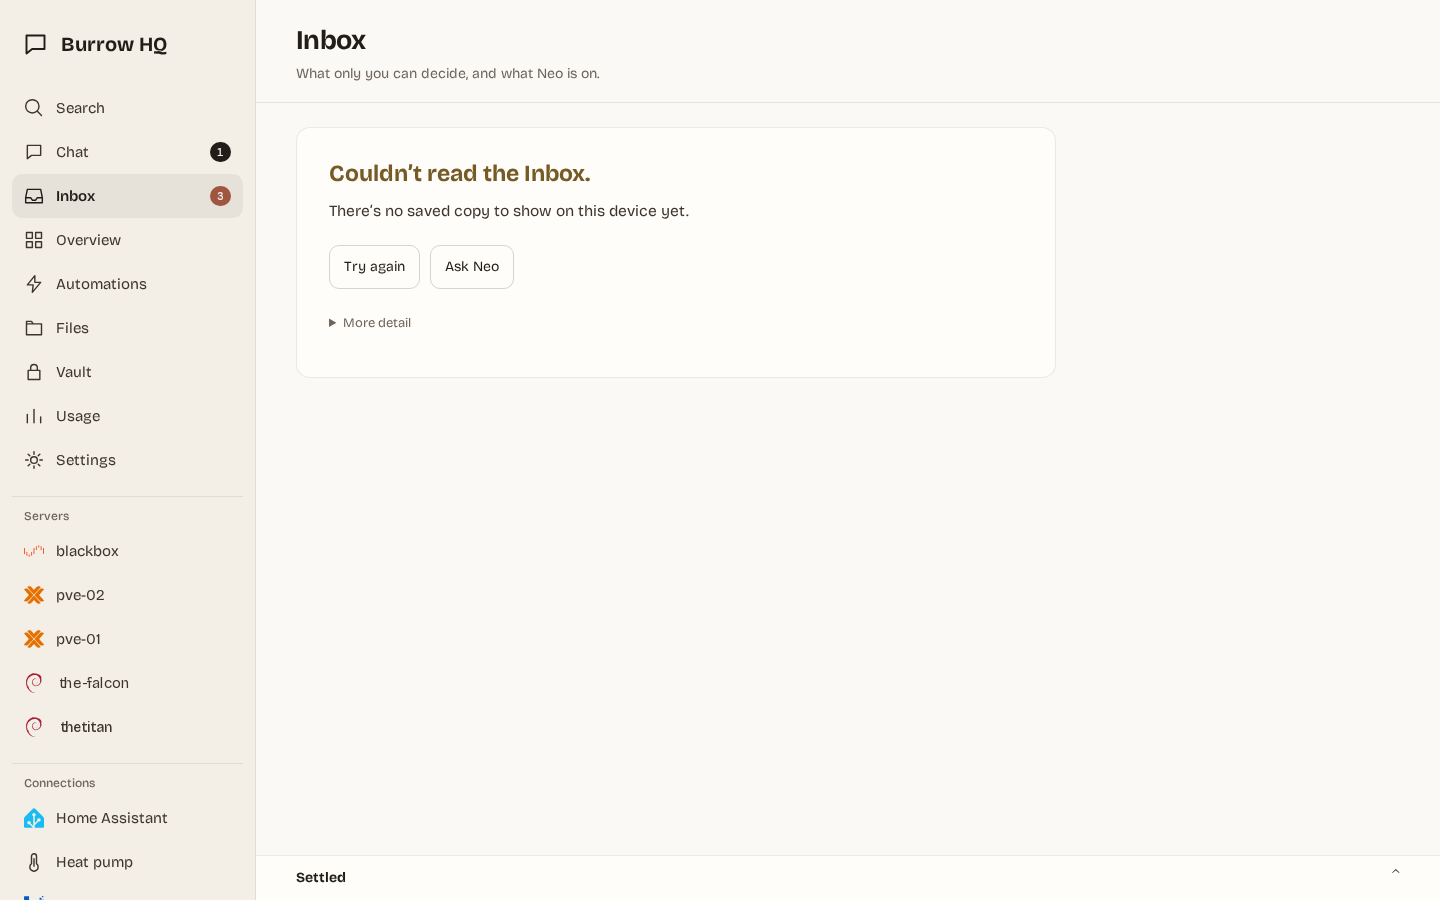 Burrow HQ
Search
Chat 1
Inbox 3
Overview
Automations
Files
Vault
Usage
Settings
Servers
blackbox
pve-02
pve-01
the-falcon
thetitan
Connections
Home Assistant
Heat pump
Inbox
What only you can decide, and what Neo is on.
Couldn't read the Inbox.
There's no saved copy to show on this device yet.
Try again Ask Neo
More detail
Settled